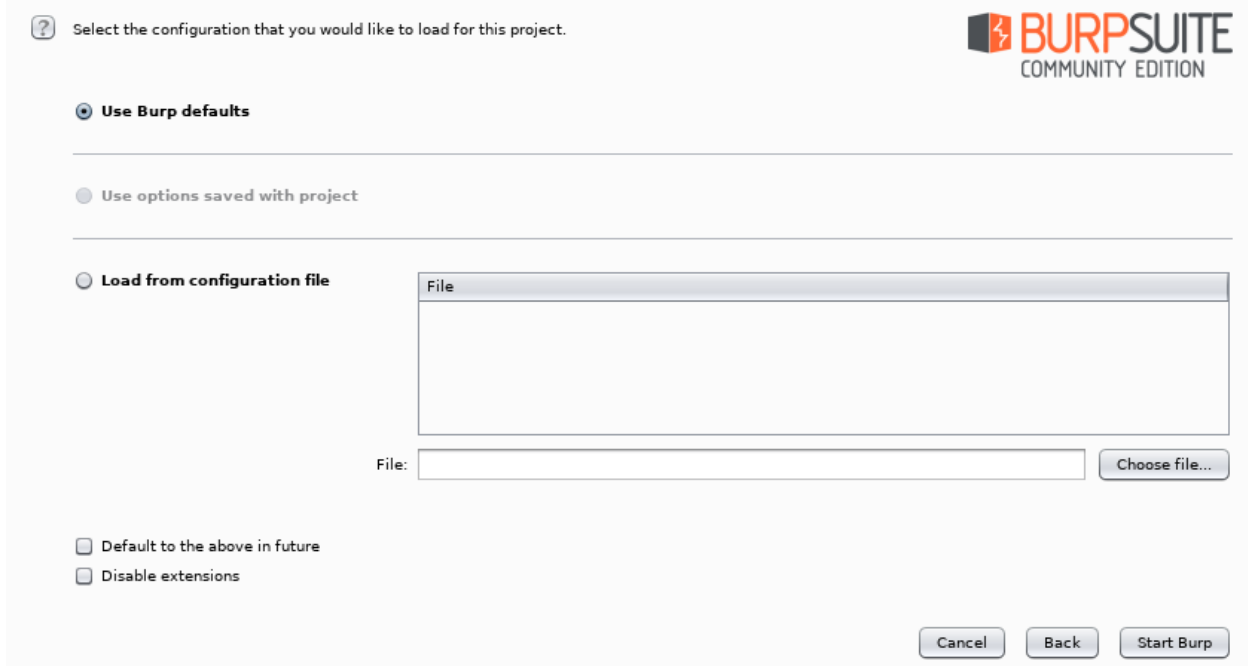 ? Select the configuration that you would like to load for this project.
BURPSUITE
COMMUNITY EDITION
Use Burp defaults
Use options saved with project
Load from configuration file
File
File:
Choose file...
Default to the above in future
Disable extensions
Cancel Back Start Burp